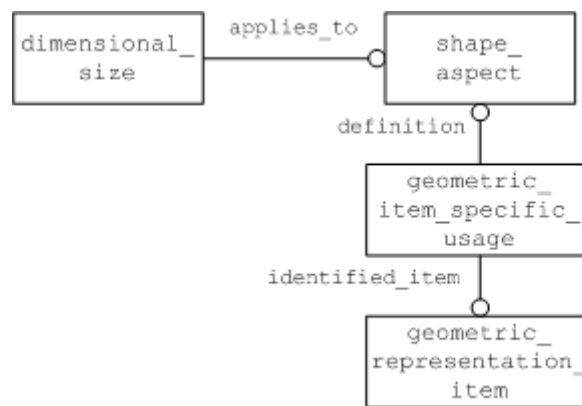 applies_to
dimensional_
size
shape_
aspect
definition
geometric_
item_specific_
usage
identified_item
geometric_
representation_
item